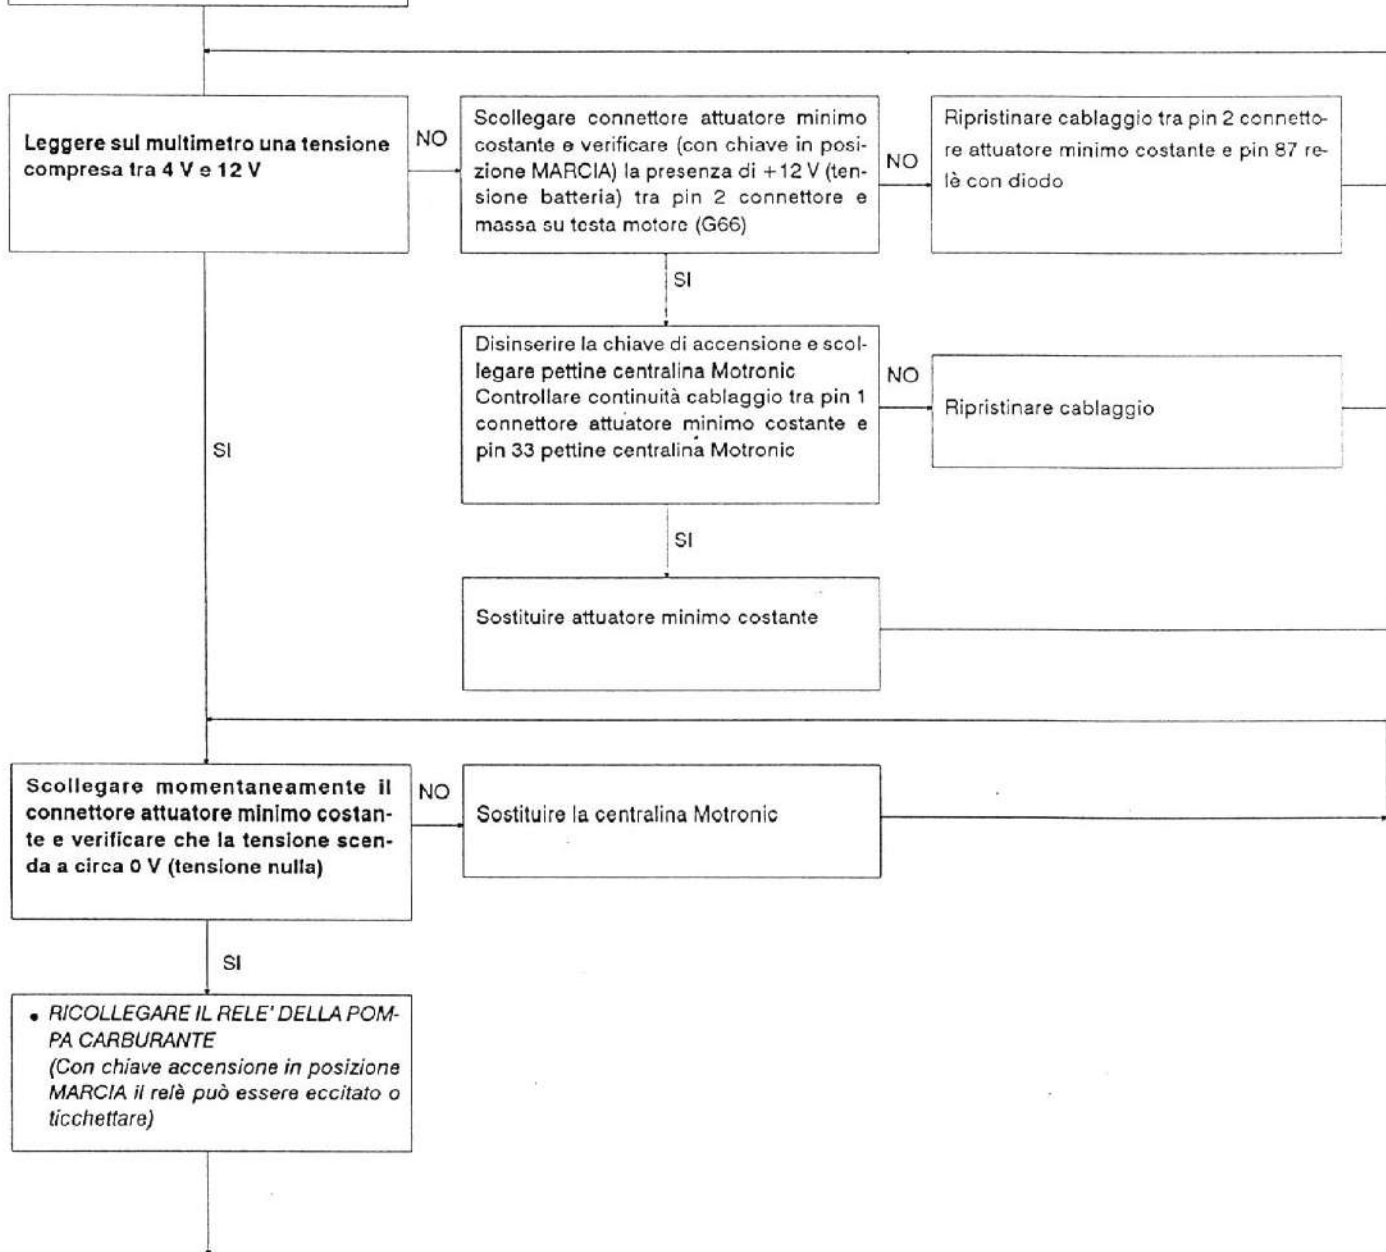 Leggere sul multimetro una tensione
compresa tra 4 V e 12 V
NO
Scollegare connettore attuatore minimo
costante e verificare (con chiave in po-
sizione MARCIA) la presenza di +12 V (ten-
sione batteria) tra pin 2 connettore e
massa su testa motore (G66)
NO
Ripristinare cablaggio tra pin 2 connetto-
re attuatore minimo costante e pin 87 re-
lè con diodo
SI
Disinserire la chiave di accensione e scol-
legare pettine centralina Motronic
Controllare continuità cablaggio tra pin 1
connettore attuatore minimo costante e
pin 33 pettine centralina Motronic
NO
Ripristinare cablaggio
SI
SI
Sostituire attuatore minimo costante
Scollegare momentaneamente il
connettore attuatore minimo costan-
te e verificare che la tensione scen-
da a circa 0 V (tensione nulla)
NO
Sostituire la centralina Motronic
SI
• RICOLLEGARE IL RELE' DELLA POM-
PA CARBURANTE
(Con chiave accensione in posizione
MARCIA il relè può essere eccitato o
ticchettare)